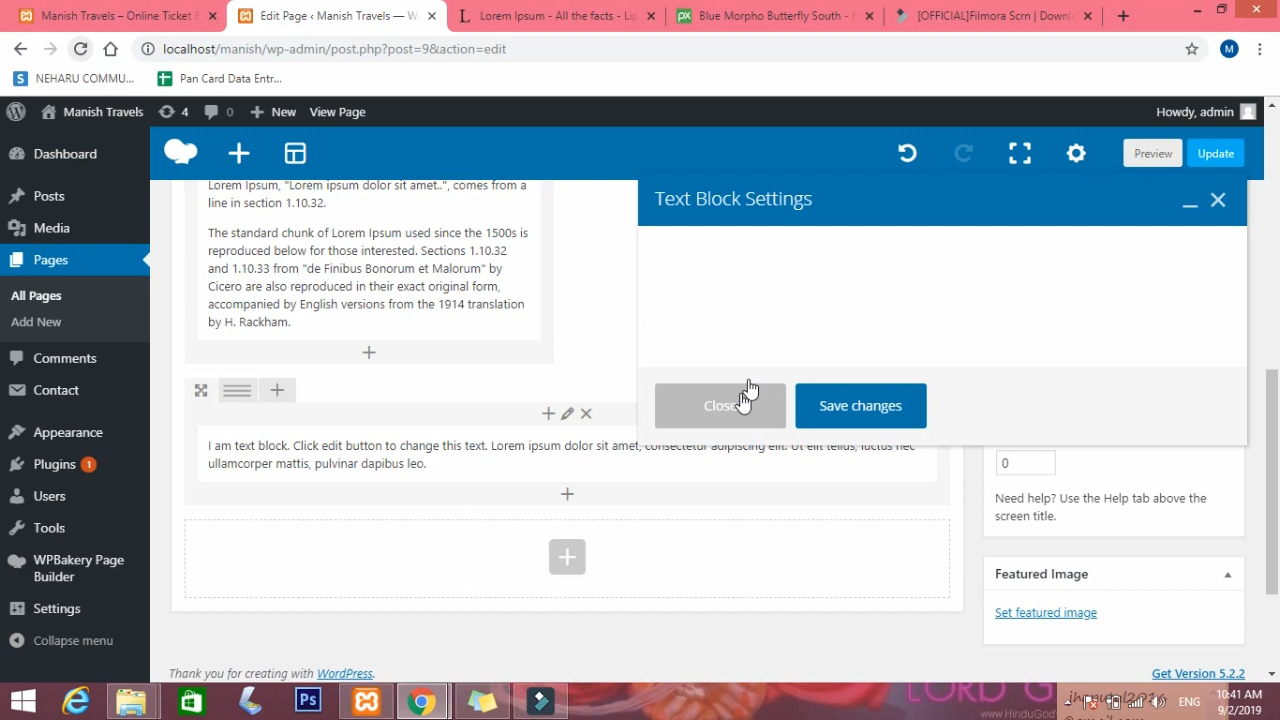 Manish Travels - Online Ticket B
Edit Page ‹ Manish Travels — W
Lorem Ipsum - All the facts - Lip
Blue Morpho Butterfly South - F
[OFFICIAL]Filmora Scrn | Downl
localhost/manish/wp-admin/post.php?post=9&action=edit
M
NEHARU COMMU...
Pan Card Data Entr...
Manish Travels
4
0
New
View Page
Howdy, admin
Dashboard
Posts
Media
Pages
All Pages
Add New
Comments
Contact
Appearance
Plugins 1
Users
Tools
WPBakery Page
Builder
Settings
Collapse menu
Preview
Update
Lorem Ipsum, "Lorem ipsum dolor sit amet..", comes from a
line in section 1.10.32.
The standard chunk of Lorem Ipsum used since the 1500s is
reproduced below for those interested. Sections 1.10.32
and 1.10.33 from "de Finibus Bonorum et Malorum" by
Cicero are also reproduced in their exact original form,
accompanied by English versions from the 1914 translation
by H. Rackham.
Text Block Settings
Close
Save changes
I am text block. Click edit button to change this text. Lorem ipsum dolor sit amet, consectetur adipiscing elit. Ut elit tellus, luctus nec
ullamcorper mattis, pulvinar dapibus leo.
0
Need help? Use the Help tab above the
screen title.
Featured Image
Set featured image
Thank you for creating with WordPress.
Get Version 5.2.2
Ps
LORD G
www.HinduGod
ENG
10:41 AM
9/2/2019